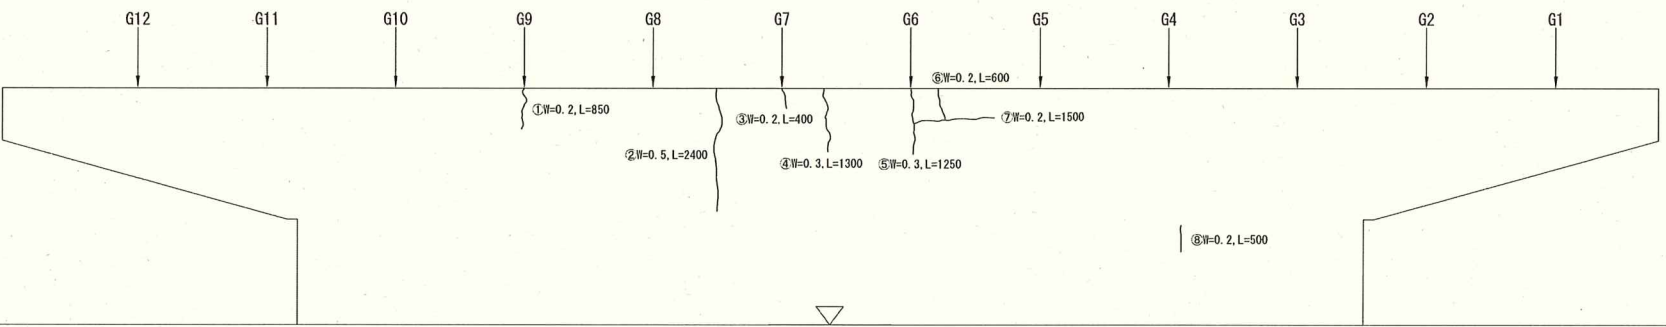 G12 G11 G10 G9 G8 G7 G6 G5 G4 G3 G2 G1
⑥W=0.2,L=600
①W=0.2,L=850
③W=0.2,L=400
⑦W=0.2,L=1500
②W=0.5,L=2400
④W=0.3,L=1300
⑤W=0.3,L=1250
⑧W=0.2,L=500